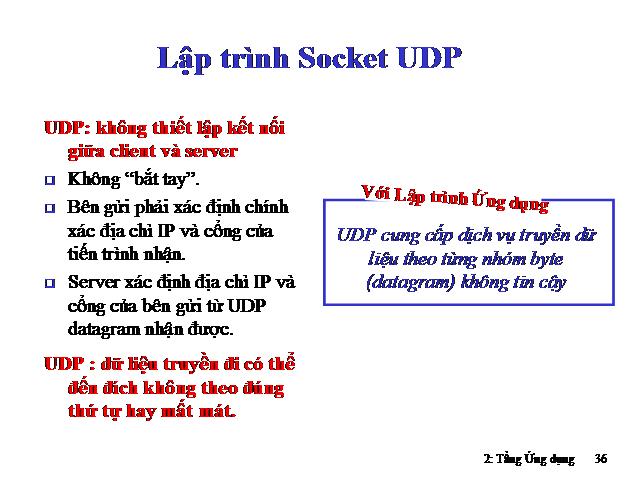 Lập trình Socket UDP
UDP: không thiết lập kết nối
giữa client và server
Không “bắt tay”.
Bên gửi phải xác định chính
xác địa chỉ IP và cổng của
tiến trình nhận.
Server xác định địa chỉ IP và
cổng của bên gửi từ UDP
datagram nhận được.
UDP : dữ liệu truyền đi có thể
đến đích không theo đúng
thứ tự hay mất mát.
Với Lập trình Ứng dụng
UDP cung cấp dịch vụ truyền dữ
liệu theo từng nhóm byte
(datagram) không tin cậy
2: Tầng Ứng dụng 36